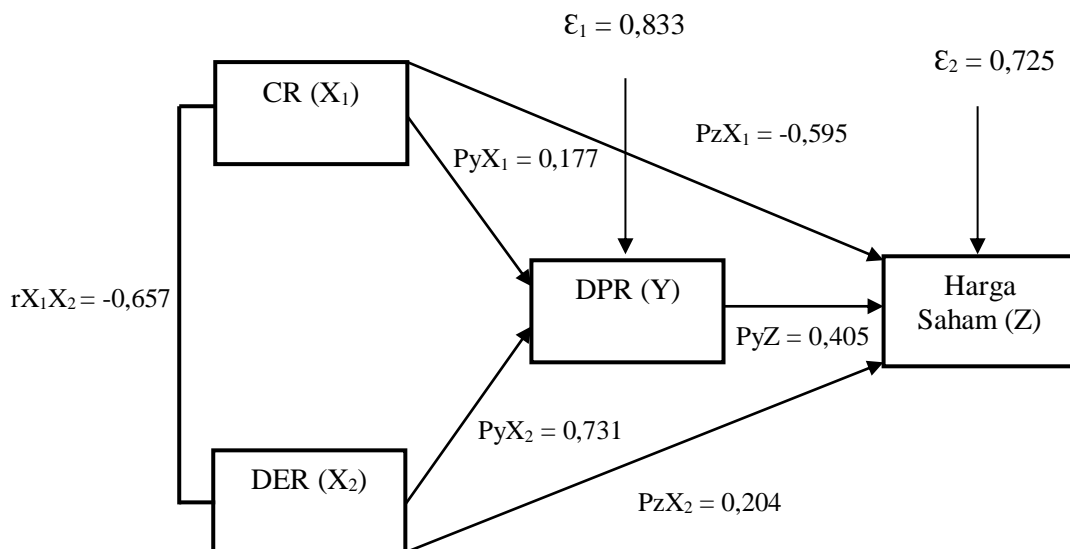 Ɛ₁ = 0,833
Ɛ₂ = 0,725
CR (X₁)
PzX₁ = -0,595
PyX₁ = 0,177
rX₁X₂ = -0,657
DPR (Y)
Harga
Saham (Z)
PyZ = 0,405
PyX₂ = 0,731
DER (X₂)
PzX₂ = 0,204